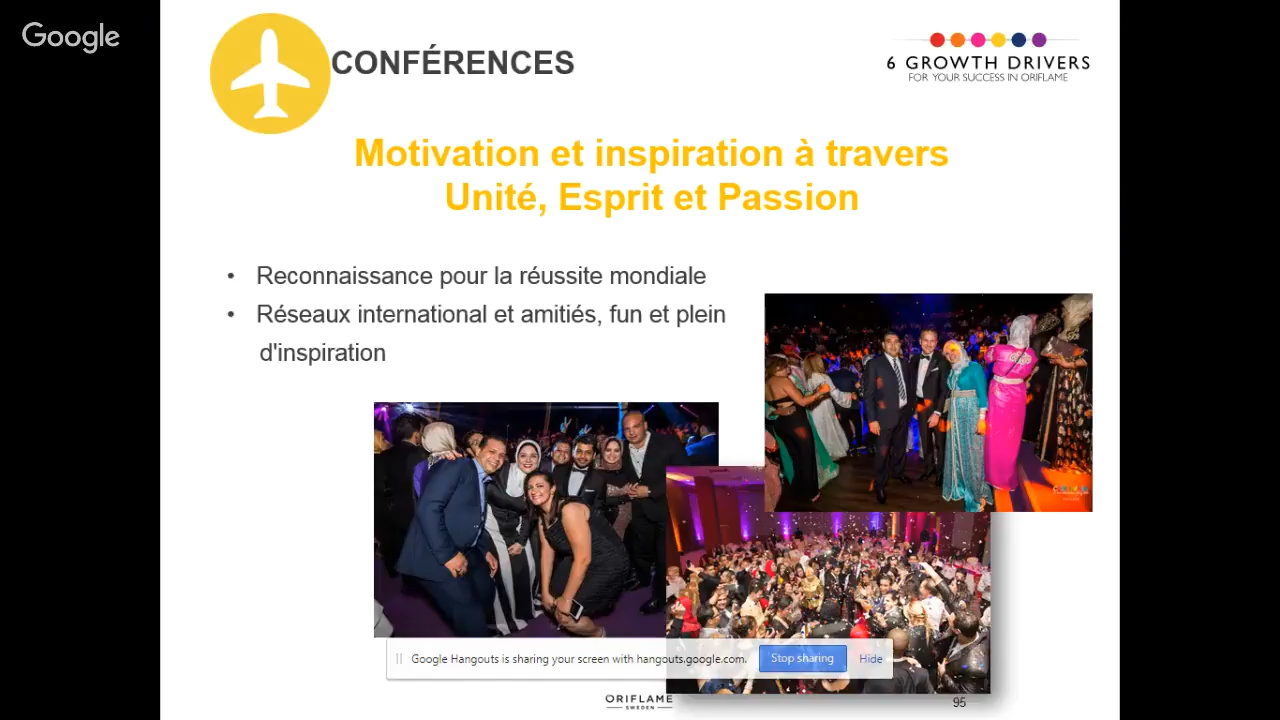 Google
CONFÉRENCES
6 GROWTH DRIVERS
FOR YOUR SUCCESS IN ORIFLAME
Motivation et inspiration à travers
Unité, Esprit et Passion
• Reconnaissance pour la réussite mondiale
• Réseaux international et amitiés, fun et plein
d'inspiration
Google Hangouts is sharing your screen with hangouts.google.com.
Stop sharing
Hide
ORIFLAME
SWEDEN
95